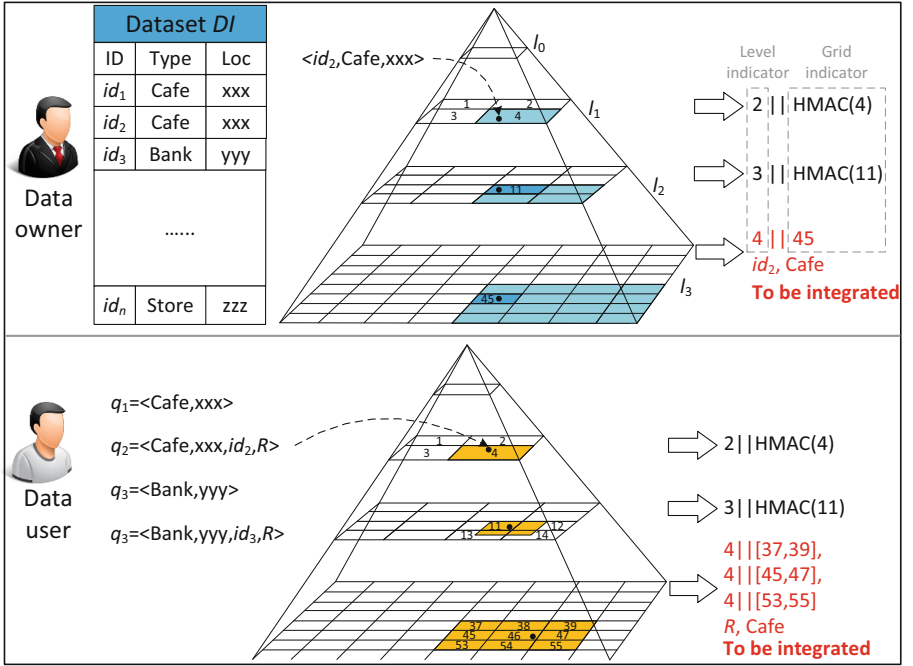 Dataset DI
ID Type Loc
id1 Cafe xxx
id2 Cafe xxx
id3 Bank yyy
…...
idn Store zzz
Data
owner
<id2,Cafe,xxx>
l0
1 2
3 4
l1
11
l2
45
l3
Level
indicator
Grid
indicator
2 || HMAC(4)
3 || HMAC(11)
4 || 45
id2, Cafe
To be integrated
Data
user
q1=<Cafe,xxx>
q2=<Cafe,xxx,id2,R>
q3=<Bank,yyy>
q3=<Bank,yyy,id3,R>
1 2
3 4
11 12
13 14
37 38 39
45 46 47
53 54 55
2||HMAC(4)
3||HMAC(11)
4||[37,39],
4||[45,47],
4||[53,55]
R, Cafe
To be integrated